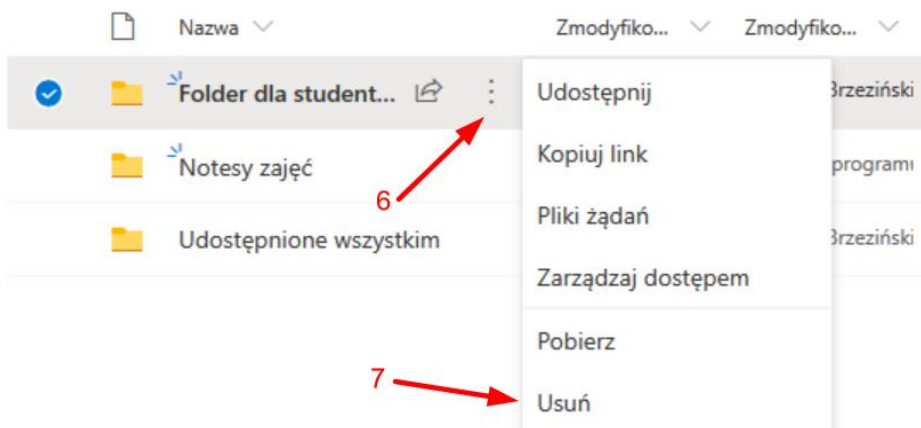 Nazwa Zmodyfiko... Zmodyfiko...
Folder dla student... Udostępnij Brzeziński
Notesy zajęć Kopiuj link programu
6 Pliki żądań
Udostępnione wszystkim Brzeziński
Zarządzaj dostępem
Pobierz
7 Usuń